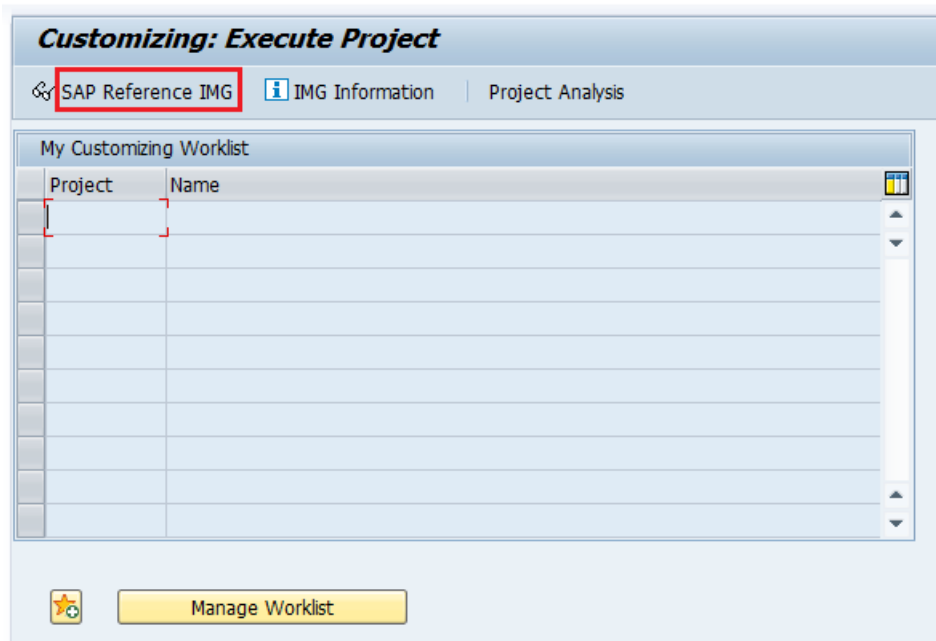 Customizing: Execute Project
SAP Reference IMG IMG Information Project Analysis
My Customizing Worklist
Project Name
Manage Worklist